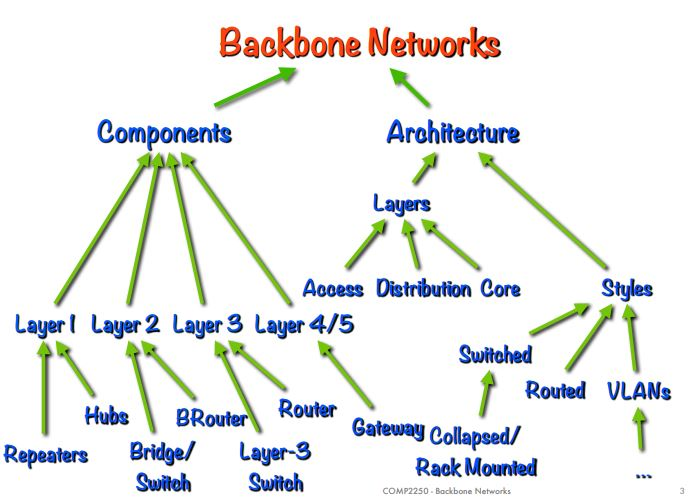 Backbone Networks
Components
Architecture
Layers
Access
Distribution
Core
Styles
Layer 1
Layer 2
Layer 3
Layer 4/5
Switched
Routed
VLANs
Hubs
BRouter
Router
Gateway
Collapsed/
Rack Mounted
Repeaters
Bridge/
Switch
Layer-3
Switch
...
COMP2250 - Backbone Networks
3